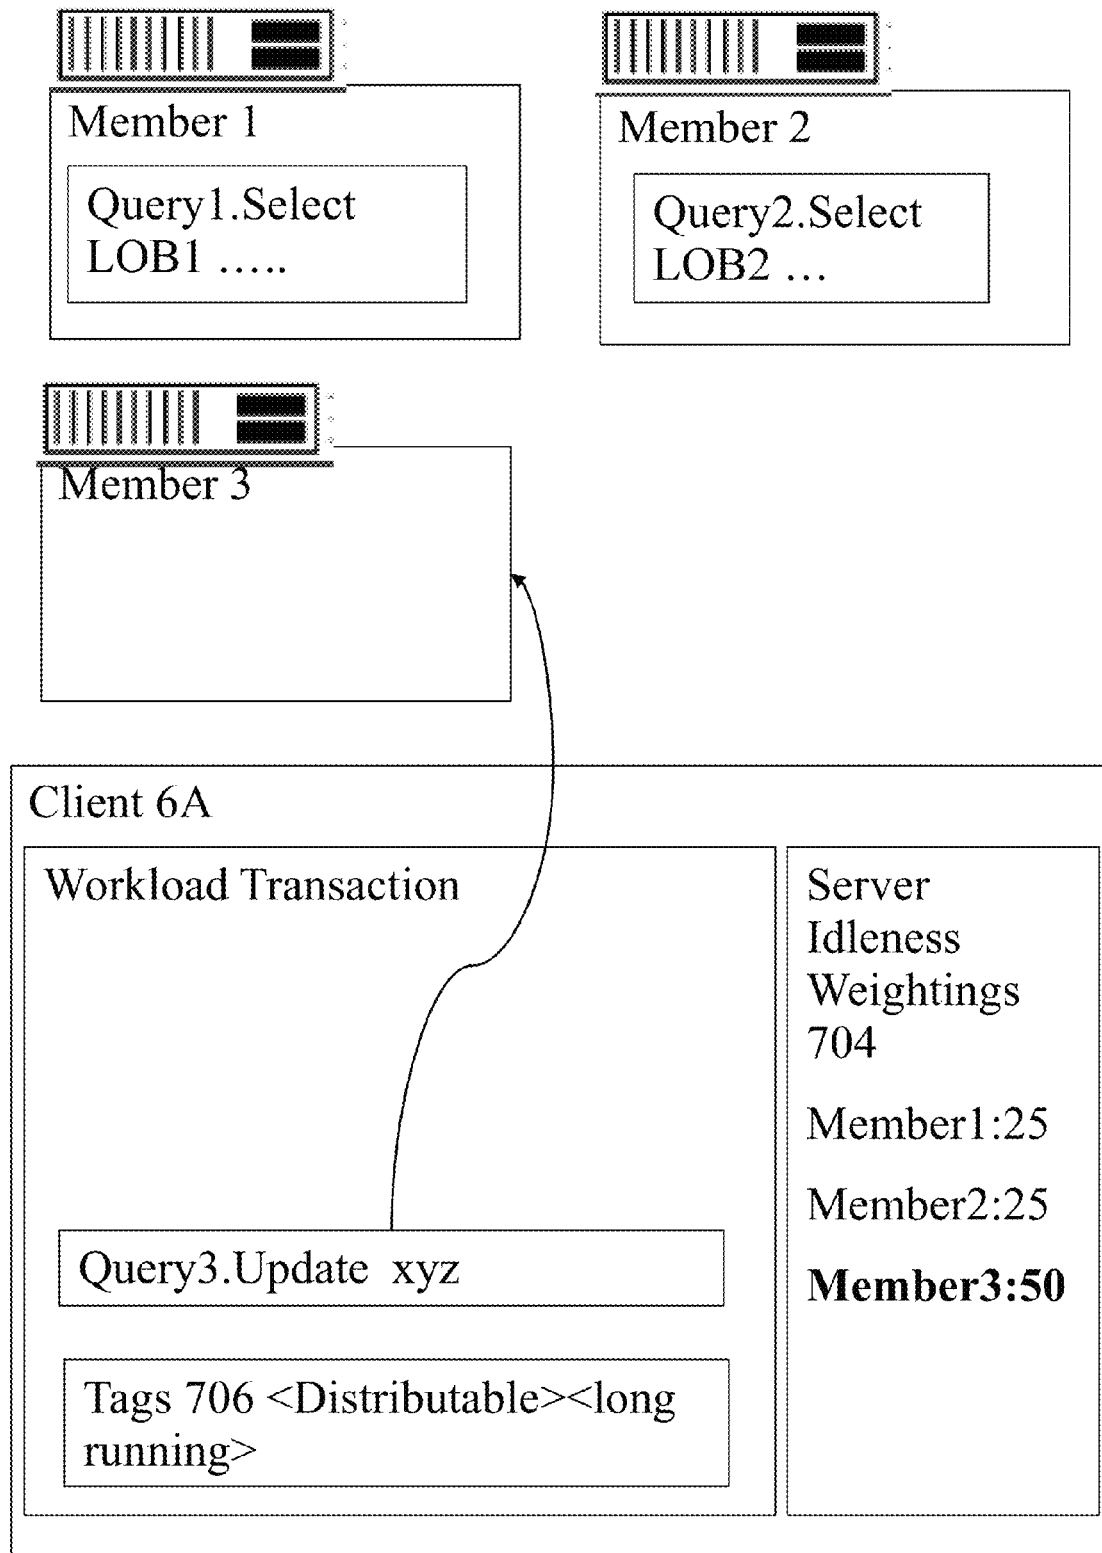 Member 1
Query1.Select
LOB1 .....
Member 2
Query2.Select
LOB2 ...
Member 3
Client 6A
Workload Transaction
Query3.Update xyz
Tags 706 <Distributable><long
running>
Server
Idleness
Weightings
704
Member1:25
Member2:25
Member3:50